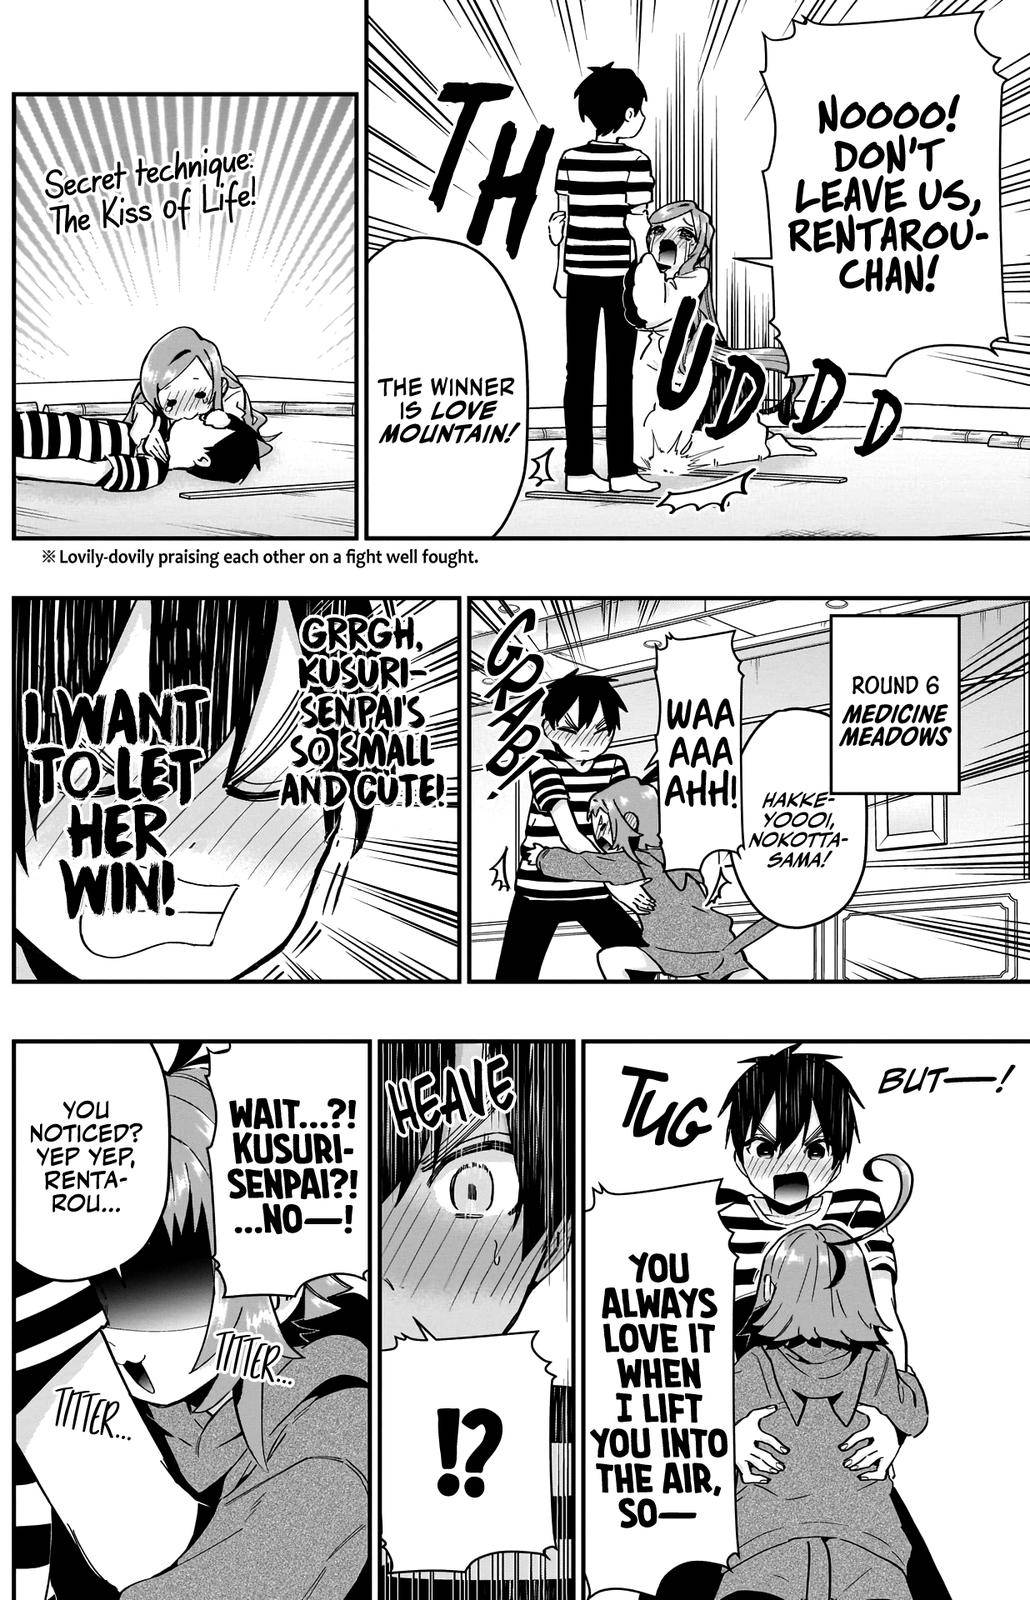 NOOOO!
DON'T
LEAVE US,
RENTAROU-
CHAN!
THUDDD
THE WINNER
IS LOVE
MOUNTAIN!
Secret technique:
The Kiss of Life!
※ Lovily-dovily praising each other on a fight well fought.
ROUND 6
MEDICINE
MEADOWS
HAKKE-
YOOOI,
NOKOTTA-
SAMA!
WAA
AAA
AHH!
GRAB!
GRRGH,
KUSURI-
SENPAI'S
SO SMALL
AND CUTE!
I WANT
TO LET
HER
WIN!
BUT—!
TUG
YOU
ALWAYS
LOVE IT
WHEN
I LIFT
YOU INTO
THE AIR,
SO—
HEAVE
!?
WAIT...?!
KUSURI-
SENPAI?!
...NO—!
YOU
NOTICED?
YEP YEP,
RENTA-
ROU...
TITTER...
TITTER...